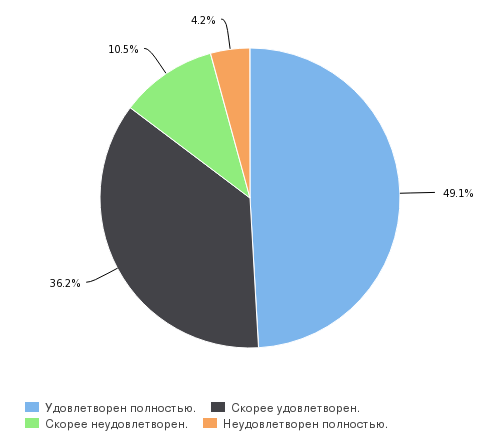 4.2%
10.5%
49.1%
36.2%
Удовлетворен полностью. Скорее удовлетворен.
Скорее неудовлетворен. Неудовлетворен полностью.